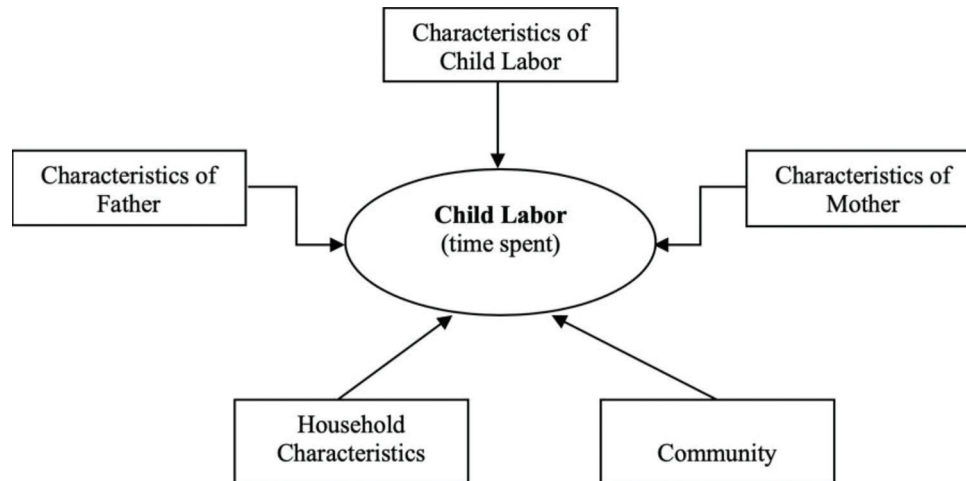 Characteristics of
Child Labor
Characteristics of
Father
Characteristics of
Mother
Child Labor
(time spent)
Household
Characteristics
Community